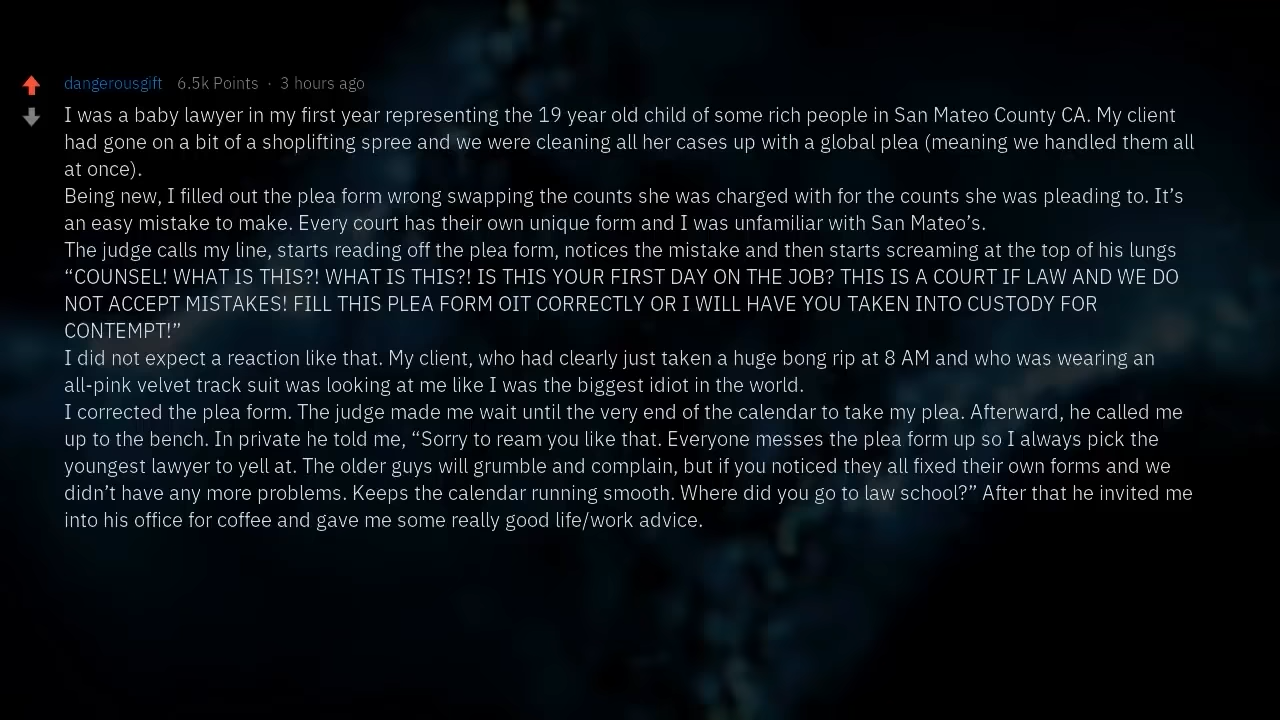 dangerousgift 6.5k Points · 3 hours ago
I was a baby lawyer in my first year representing the 19 year old child of some rich people in San Mateo County CA. My client
had gone on a bit of a shoplifting spree and we were cleaning all her cases up with a global plea (meaning we handled them all
at once).
Being new, I filled out the plea form wrong swapping the counts she was charged with for the counts she was pleading to. It’s
an easy mistake to make. Every court has their own unique form and I was unfamiliar with San Mateo’s.
The judge calls my line, starts reading off the plea form, notices the mistake and then starts screaming at the top of his lungs
“COUNSEL! WHAT IS THIS?! WHAT IS THIS?! IS THIS YOUR FIRST DAY ON THE JOB? THIS IS A COURT IF LAW AND WE DO
NOT ACCEPT MISTAKES! FILL THIS PLEA FORM OIT CORRECTLY OR I WILL HAVE YOU TAKEN INTO CUSTODY FOR
CONTEMPT!”
I did not expect a reaction like that. My client, who had clearly just taken a huge bong rip at 8 AM and who was wearing an
all-pink velvet track suit was looking at me like I was the biggest idiot in the world.
I corrected the plea form. The judge made me wait until the very end of the calendar to take my plea. Afterward, he called me
up to the bench. In private he told me, “Sorry to ream you like that. Everyone messes the plea form up so I always pick the
youngest lawyer to yell at. The older guys will grumble and complain, but if you noticed they all fixed their own forms and we
didn’t have any more problems. Keeps the calendar running smooth. Where did you go to law school?” After that he invited me
into his office for coffee and gave me some really good life/work advice.